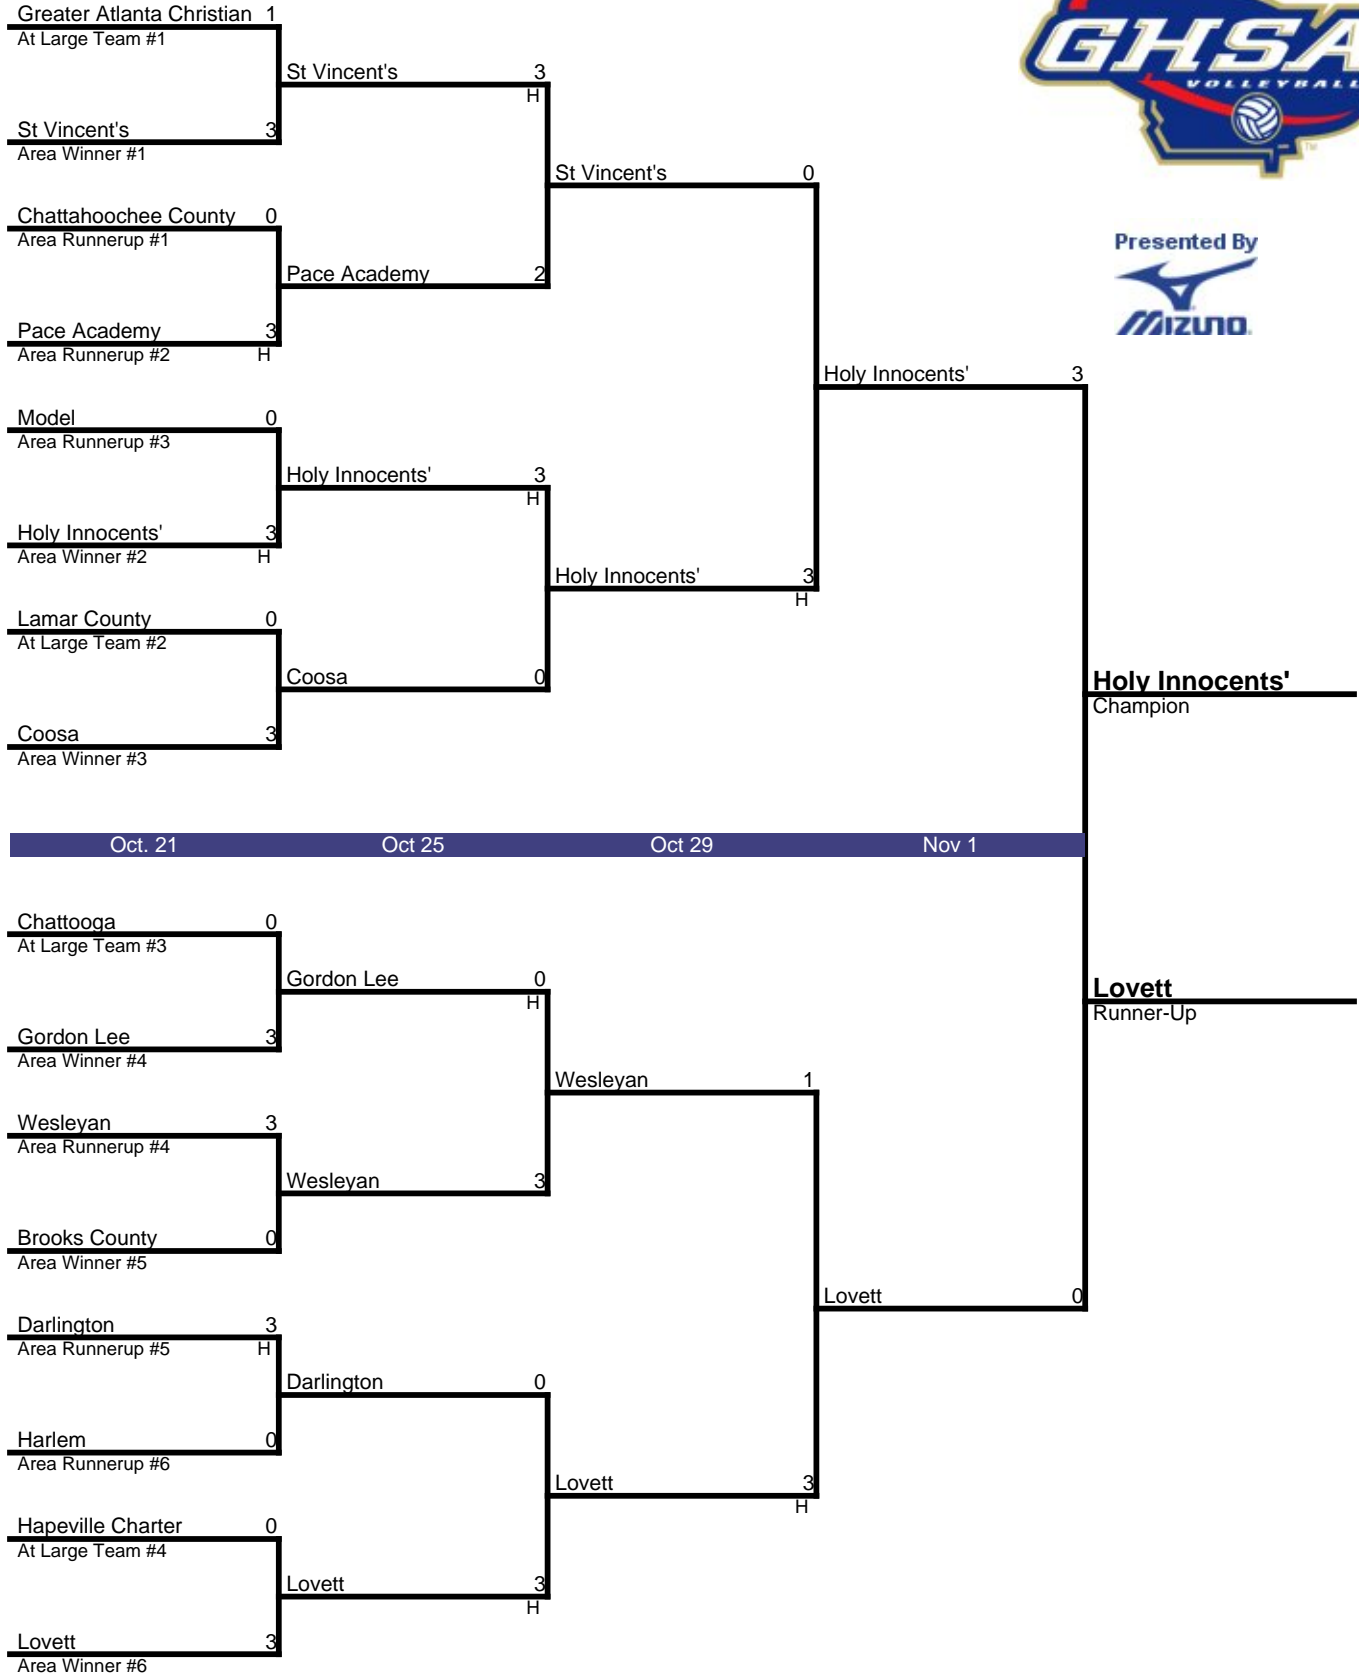 Greater Atlanta Christian 1
At Large Team #1
St Vincent's 3
H
St Vincent's 3
Area Winner #1
St Vincent's 0
Chattahoochee County 0
Area Runnerup #1
Pace Academy 2
Pace Academy 3
Area Runnerup #2 H
Holy Innocents' 3
Model 0
Area Runnerup #3
Holy Innocents' 3
H
Holy Innocents' 3
Area Winner #2 H
Holy Innocents' 3
H
Lamar County 0
At Large Team #2
Coosa 0
Coosa 3
Area Winner #3
GHSA
VOLLEYBALL
TM
Presented By
MIZUNO
Holy Innocents'
Champion
Oct. 21 Oct 25 Oct 29 Nov 1
Chattooga 0
At Large Team #3
Gordon Lee 0
H
Gordon Lee 3
Area Winner #4
Wesleyan 1
Wesleyan 3
Area Runnerup #4
Wesleyan 3
Brooks County 0
Area Winner #5
Lovett 0
Darlington 3
Area Runnerup #5 H
Darlington 0
Harlem 0
Area Runnerup #6
Lovett 3
H
Hapeville Charter 0
At Large Team #4
Lovett 3
H
Lovett 3
Area Winner #6
Lovett
Runner-Up